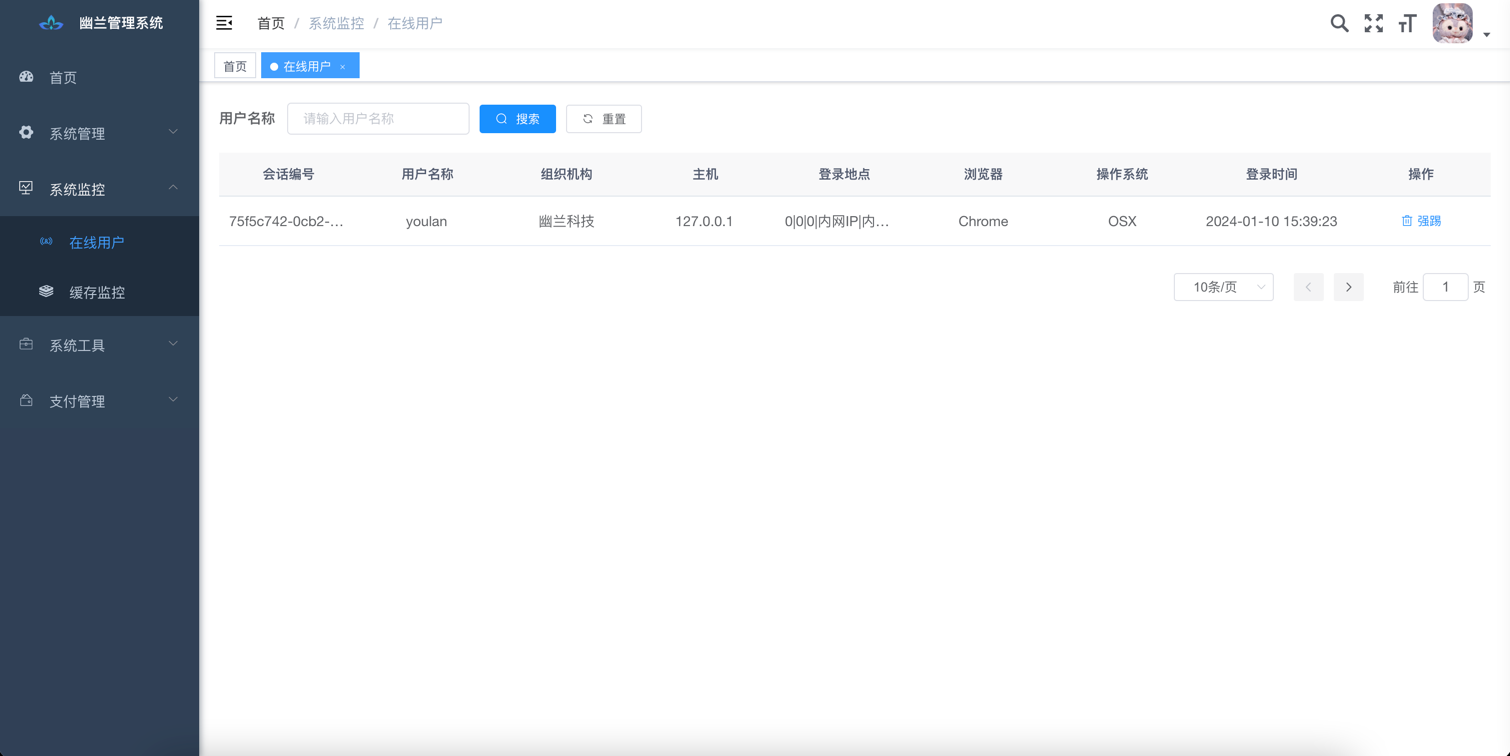 幽兰管理系统
首页 / 系统监控 / 在线用户
首页
系统管理
系统监控
在线用户
缓存监控
系统工具
支付管理
首页 在线用户 ×
用户名称 请输入用户名称 搜索 重置
会话编号 用户名称 组织机构 主机 登录地点 浏览器 操作系统 登录时间 操作
75f5c742-0cb2-… youlan 幽兰科技 127.0.0.1 0|0|0|内网IP|内… Chrome OSX 2024-01-10 15:39:23 强踢
10条/页 前往 1 页